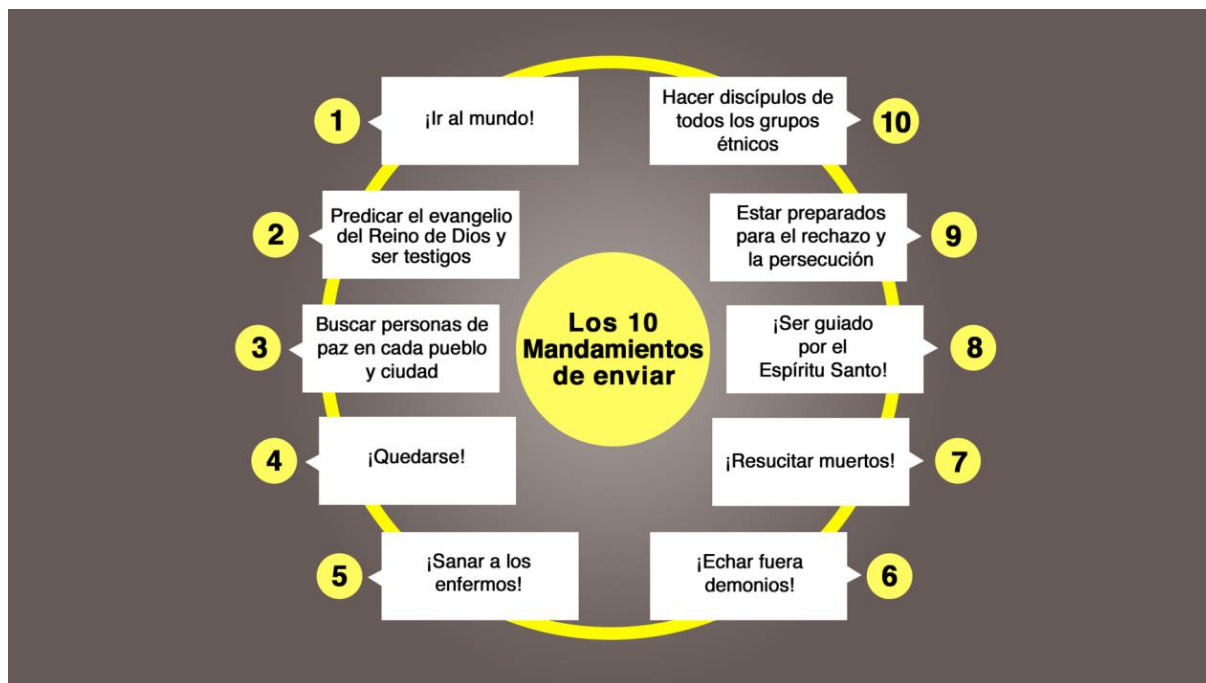 Los 10
Mandamientos
de enviar
1
¡Ir al mundo!
2
Predicar el evangelio
del Reino de Dios y
ser testigos
3
Buscar personas de
paz en cada pueblo
y ciudad
4
¡Quedarse!
5
¡Sanar a los
enfermos!
6
¡Echar fuera
demonios!
7
¡Resucitar muertos!
8
¡Ser guiado
por el
Espíritu Santo!
9
Estar preparados
para el rechazo y
la persecución
10
Hacer discípulos de
todos los grupos
étnicos